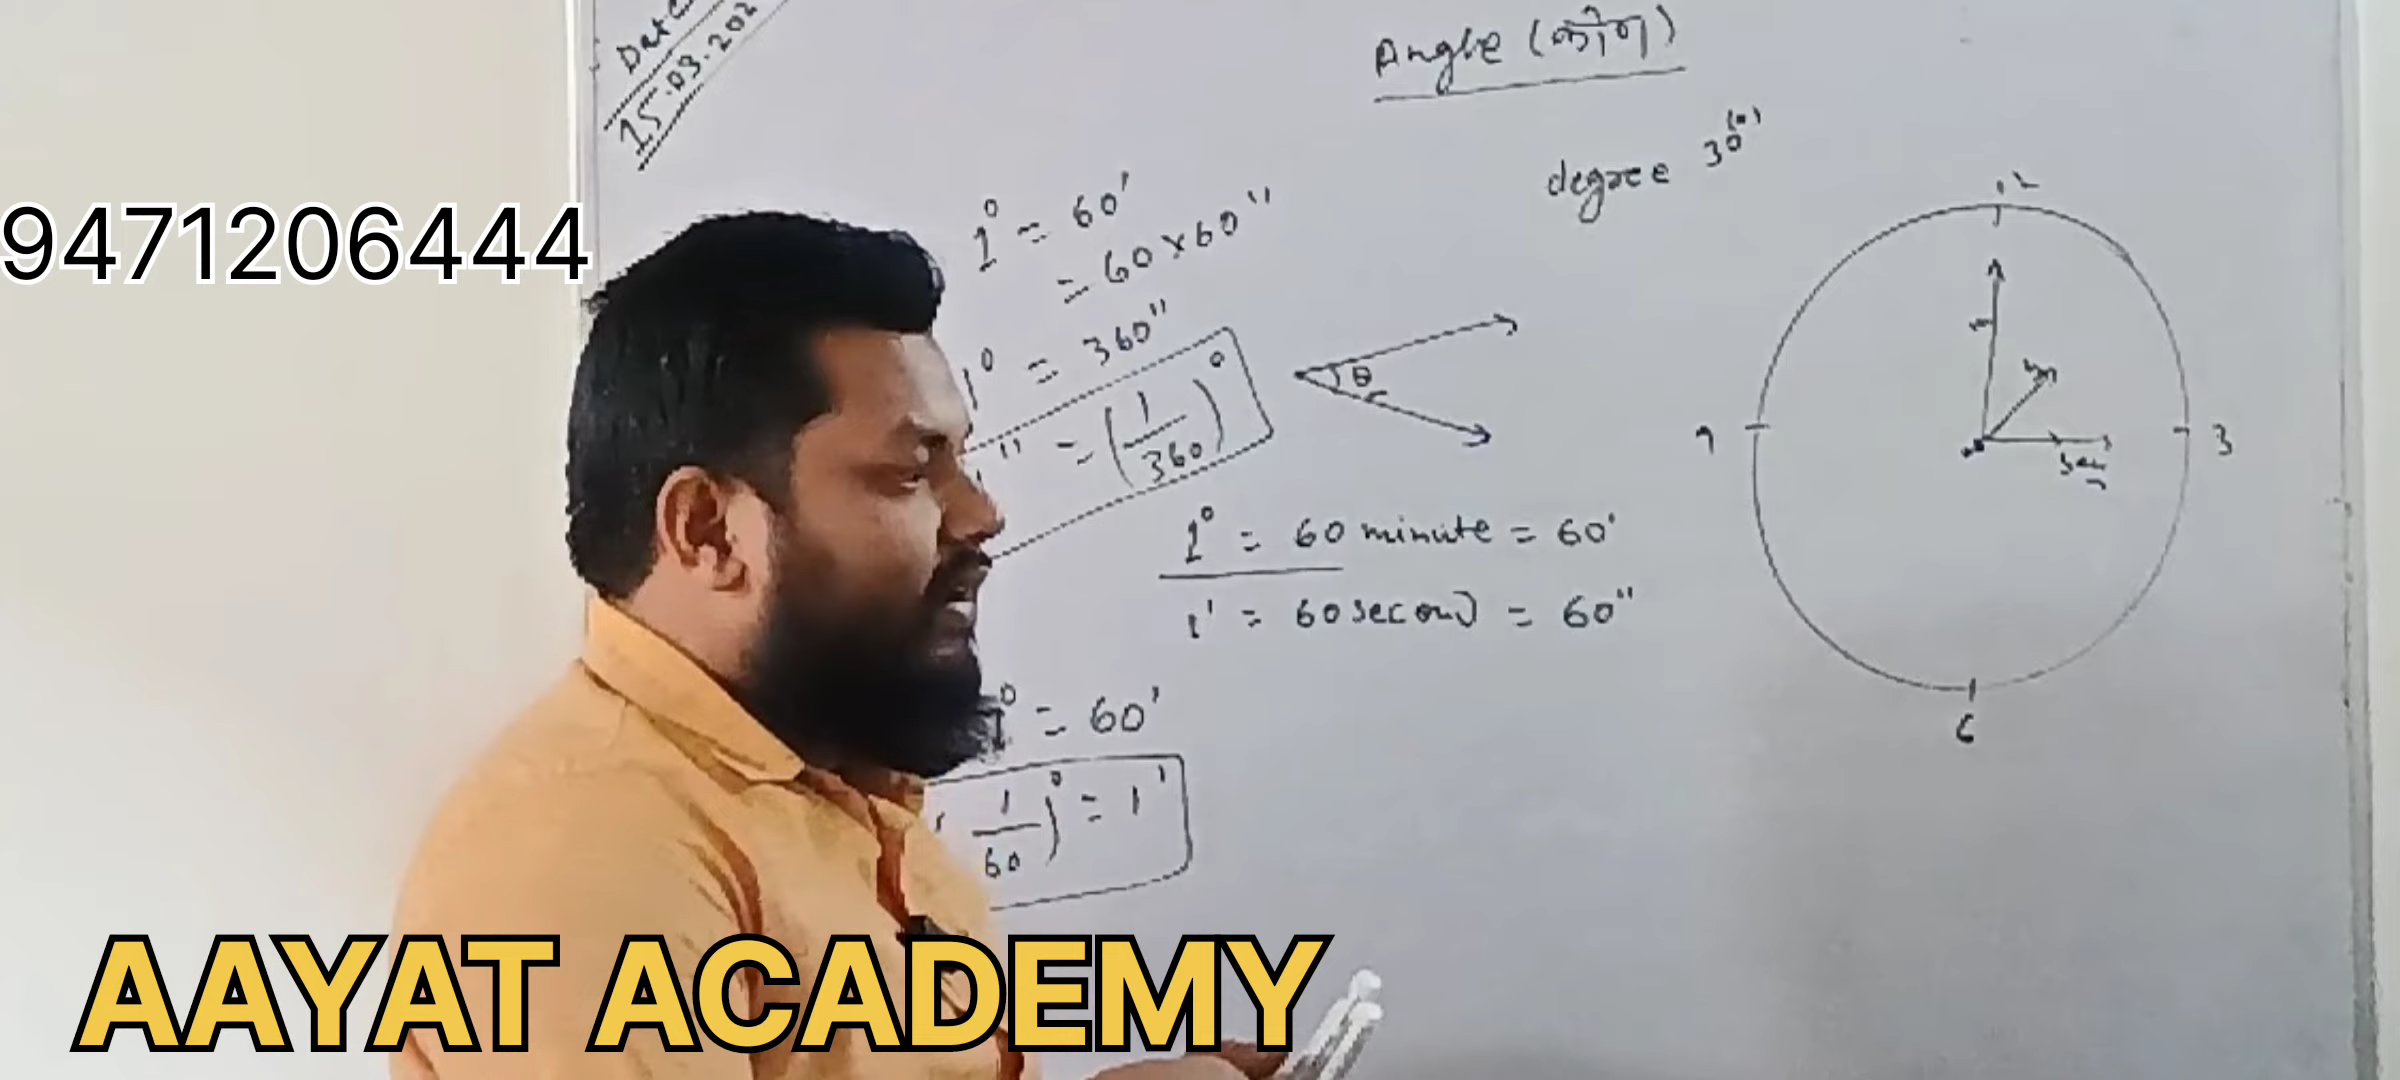 15.03.202
Angle (कोण)
degree 30(°)
9471206444
1° = 60'
= 60×60"
1° = 360"
1" = (1/360)°
θ
12
9
3
6
m
sec
1° = 60 minute = 60'
1' = 60 second = 60"
1° = 60'
(1/60)° = 1'
AAYAT ACADEMY